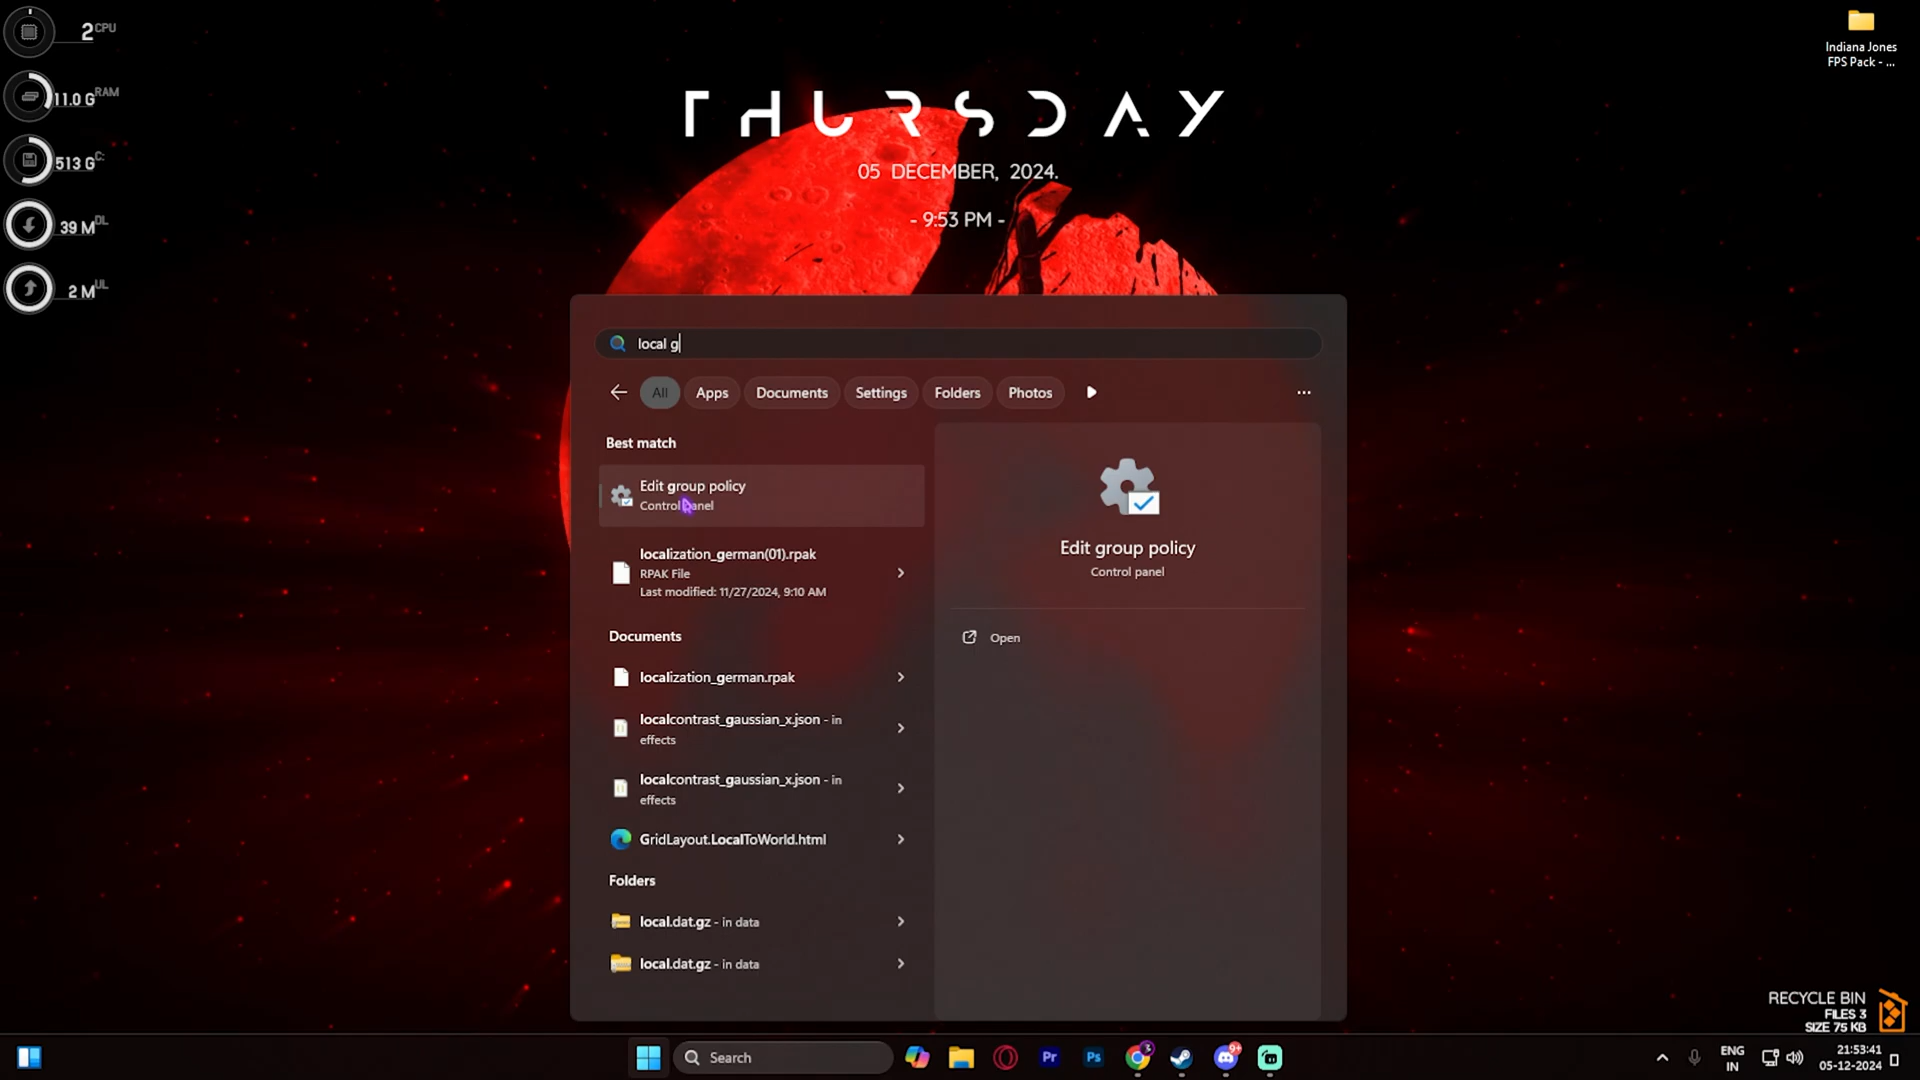 2 CPU
11.0 G RAM
513 G C:
39 M DL
2 M UL
THURSDAY
05 DECEMBER, 2024.
- 9:53 PM -
Indiana Jones
FPS Pack - ...
local g
All
Apps
Documents
Settings
Folders
Photos
Best match
Edit group policy
Control panel
localization_german(01).rpak
RPAK File
Last modified: 11/27/2024, 9:10 AM
Documents
localization_german.rpak
localcontrast_gaussian_x.json - in
effects
localcontrast_gaussian_x.json - in
effects
GridLayout.LocalToWorld.html
Folders
local.dat.gz - in data
local.dat.gz - in data
Edit group policy
Control panel
Open
RECYCLE BIN
FILES 3
SIZE 75 KB
Search
Pr
Ps
3
9+
ENG
IN
21:53:41
05-12-2024